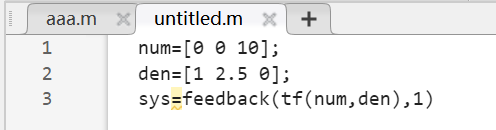 aaa.m × untitled.m × +
1 num=[0 0 10];
2 den=[1 2.5 0];
3 sys=feedback(tf(num,den),1)